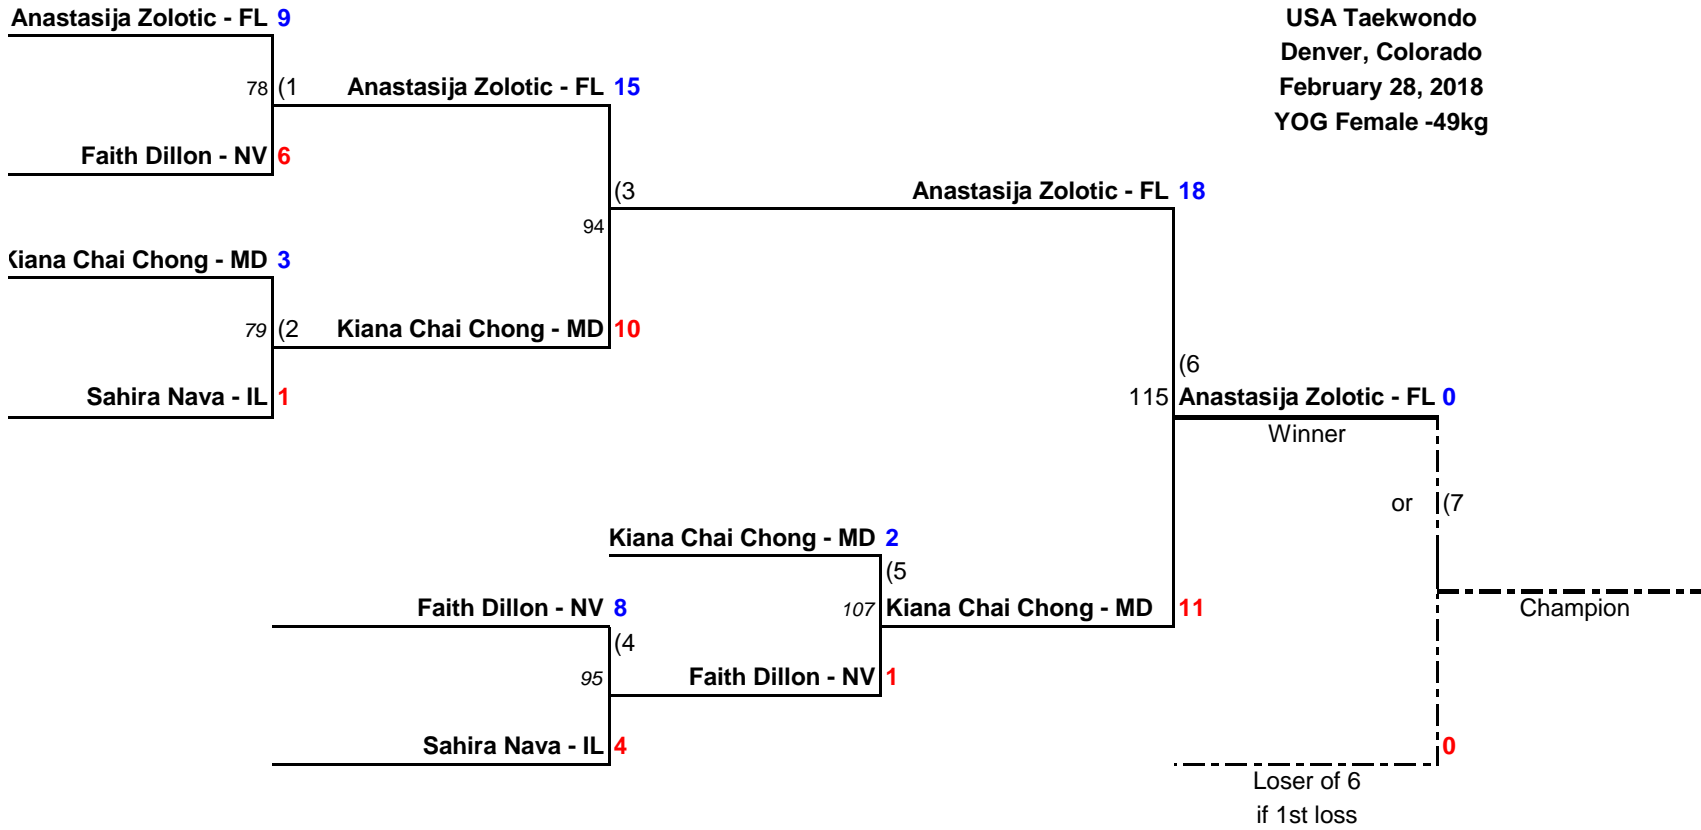 Anastasija Zolotic - FL 9
USA Taekwondo
Denver, Colorado
78 (1 Anastasija Zolotic - FL 15
February 28, 2018
YOG Female -49kg
Faith Dillon - NV 6
(3 Anastasija Zolotic - FL 18
94
Kiana Chai Chong - MD 3
79 (2 Kiana Chai Chong - MD 10
(6
Sahira Nava - IL 1
115 Anastasija Zolotic - FL 0
Winner
or (7
Kiana Chai Chong - MD 2
(5
Faith Dillon - NV 8
107 Kiana Chai Chong - MD 11
Champion
(4
95 Faith Dillon - NV 1
Sahira Nava - IL 4
0
Loser of 6
if 1st loss